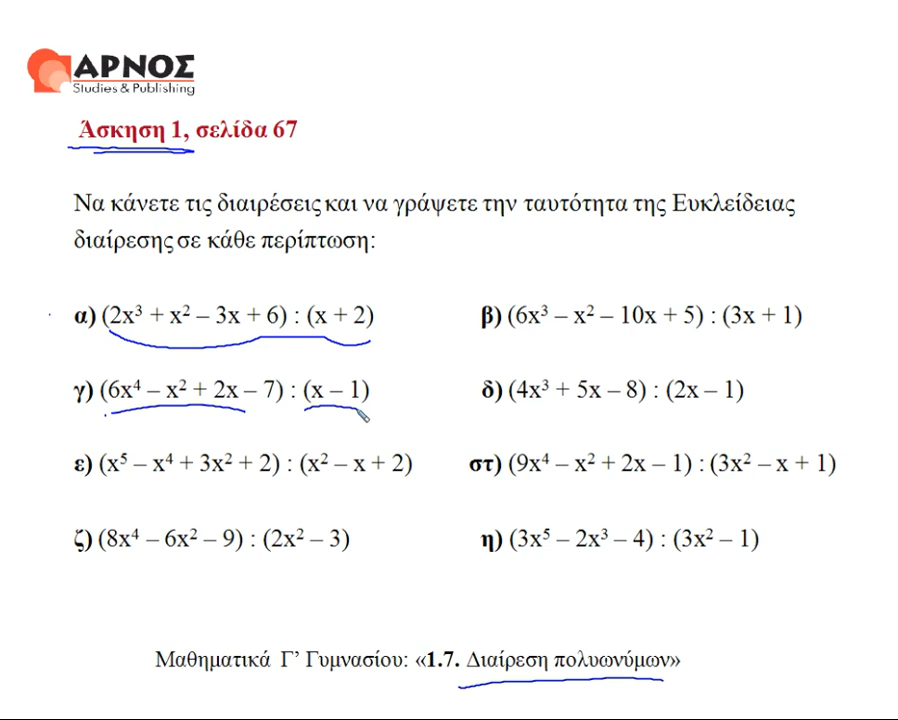 ΑΡΝΟΣ
Studies & Publishing
Άσκηση 1, σελίδα 67
Να κάνετε τις διαιρέσεις και να γράψετε την ταυτότητα της Ευκλείδειας
διαίρεσης σε κάθε περίπτωση:
α) (2x³ + x² – 3x + 6) : (x + 2) β) (6x³ – x² – 10x + 5) : (3x + 1)
γ) (6x⁴ – x² + 2x – 7) : (x – 1) δ) (4x³ + 5x – 8) : (2x – 1)
ε) (x⁵ – x⁴ + 3x² + 2) : (x² – x + 2) στ) (9x⁴ – x² + 2x – 1) : (3x² – x + 1)
ζ) (8x⁴ – 6x² – 9) : (2x² – 3) η) (3x⁵ – 2x³ – 4) : (3x² – 1)
Μαθηματικά Γ’ Γυμνασίου: «1.7. Διαίρεση πολυωνύμων»